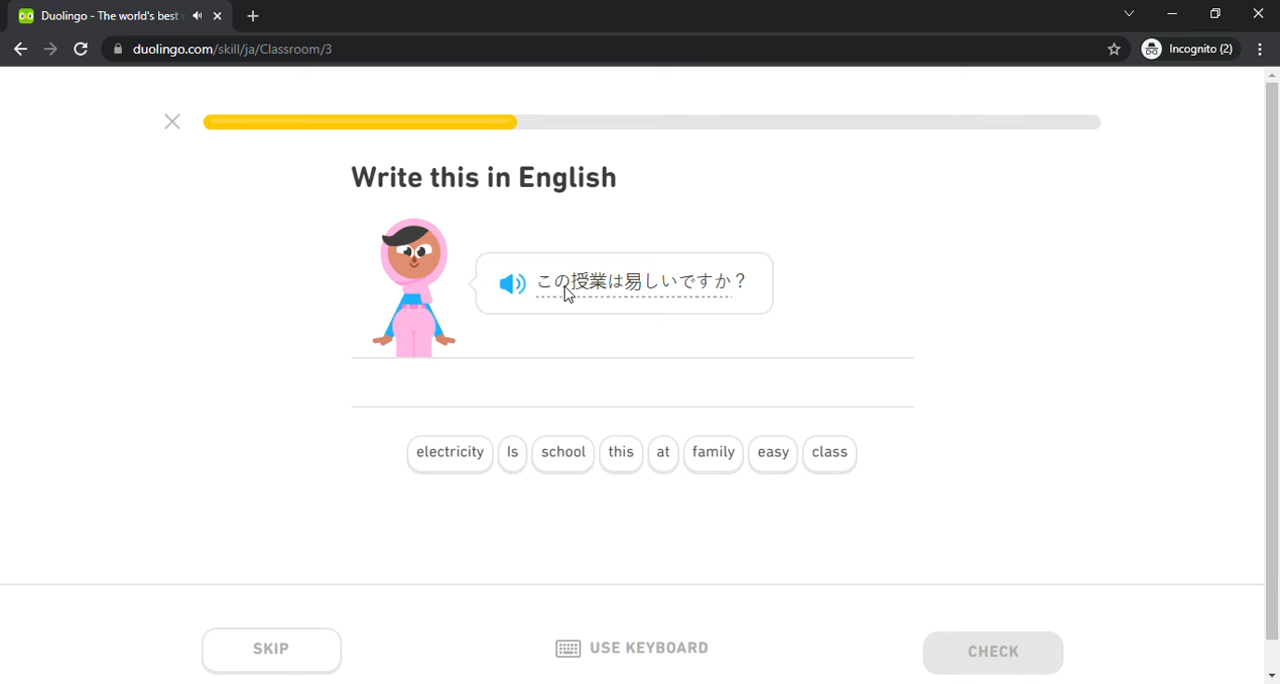 Duolingo - The world's best
duolingo.com/skill/ja/Classroom/3
Incognito (2)
Write this in English
この授業は易しいですか？
electricity Is school this at family easy class
SKIP
USE KEYBOARD
CHECK